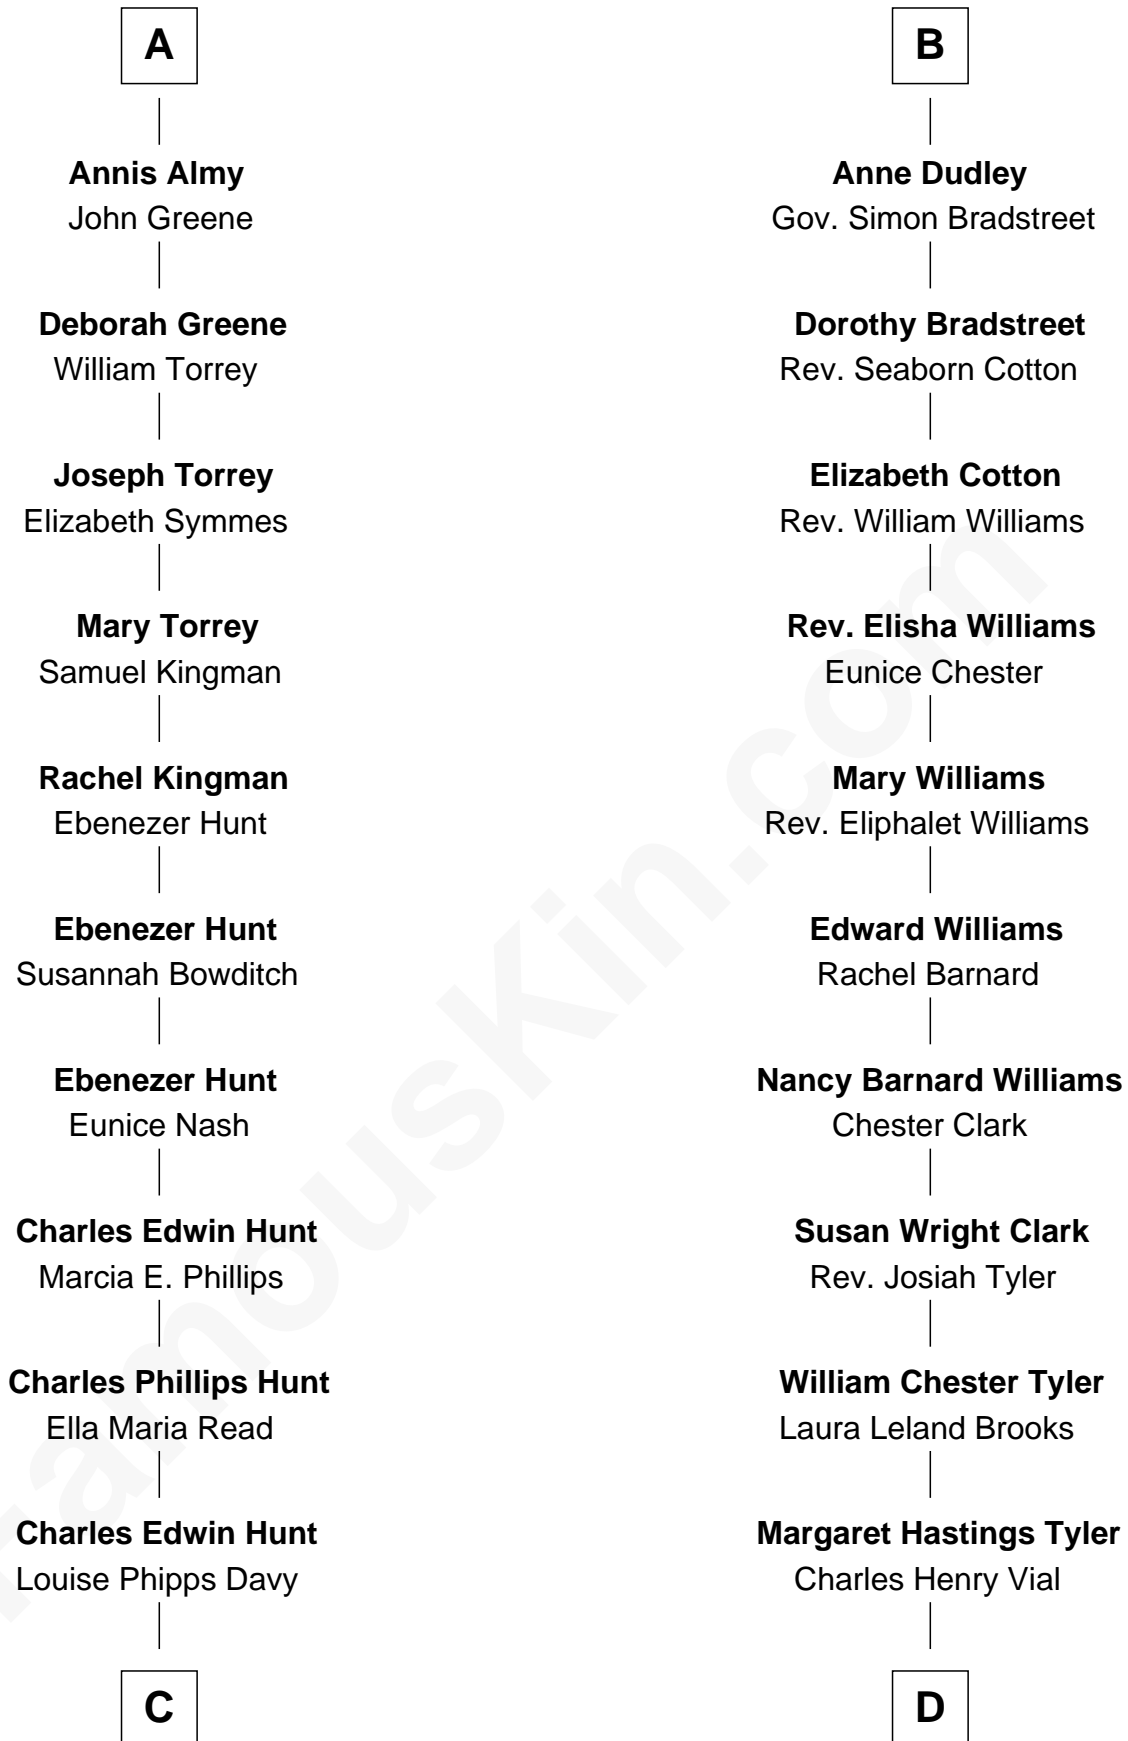 A
Annis Almy
John Greene
Deborah Greene
William Torrey
Joseph Torrey
Elizabeth Symmes
Mary Torrey
Samuel Kingman
Rachel Kingman
Ebenezer Hunt
Ebenezer Hunt
Susannah Bowditch
Ebenezer Hunt
Eunice Nash
Charles Edwin Hunt
Marcia E. Phillips
Charles Phillips Hunt
Ella Maria Read
Charles Edwin Hunt
Louise Phipps Davy
C
B
Anne Dudley
Gov. Simon Bradstreet
Dorothy Bradstreet
Rev. Seaborn Cotton
Elizabeth Cotton
Rev. William Williams
Rev. Elisha Williams
Eunice Chester
Mary Williams
Rev. Eliphalet Williams
Edward Williams
Rachel Barnard
Nancy Barnard Williams
Chester Clark
Susan Wright Clark
Rev. Josiah Tyler
William Chester Tyler
Laura Leland Brooks
Margaret Hastings Tyler
Charles Henry Vial
D
FamousKin.com